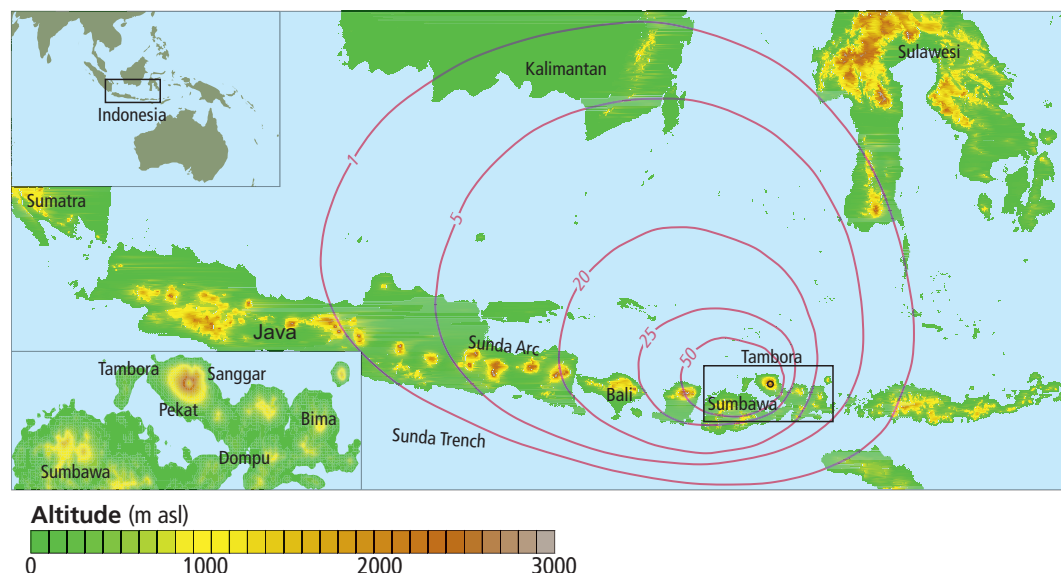 Kalimantan
Sulawesi
Indonesia
1
Sumatra
5
20
Java
Sunda Arc
25
50
Tambora
Bali
Sumbawa
Sunda Trench
Tambora
Sanggar
Pekat
Bima
Sumbawa
Dompu
Altitude (m asl)
0 1000 2000 3000